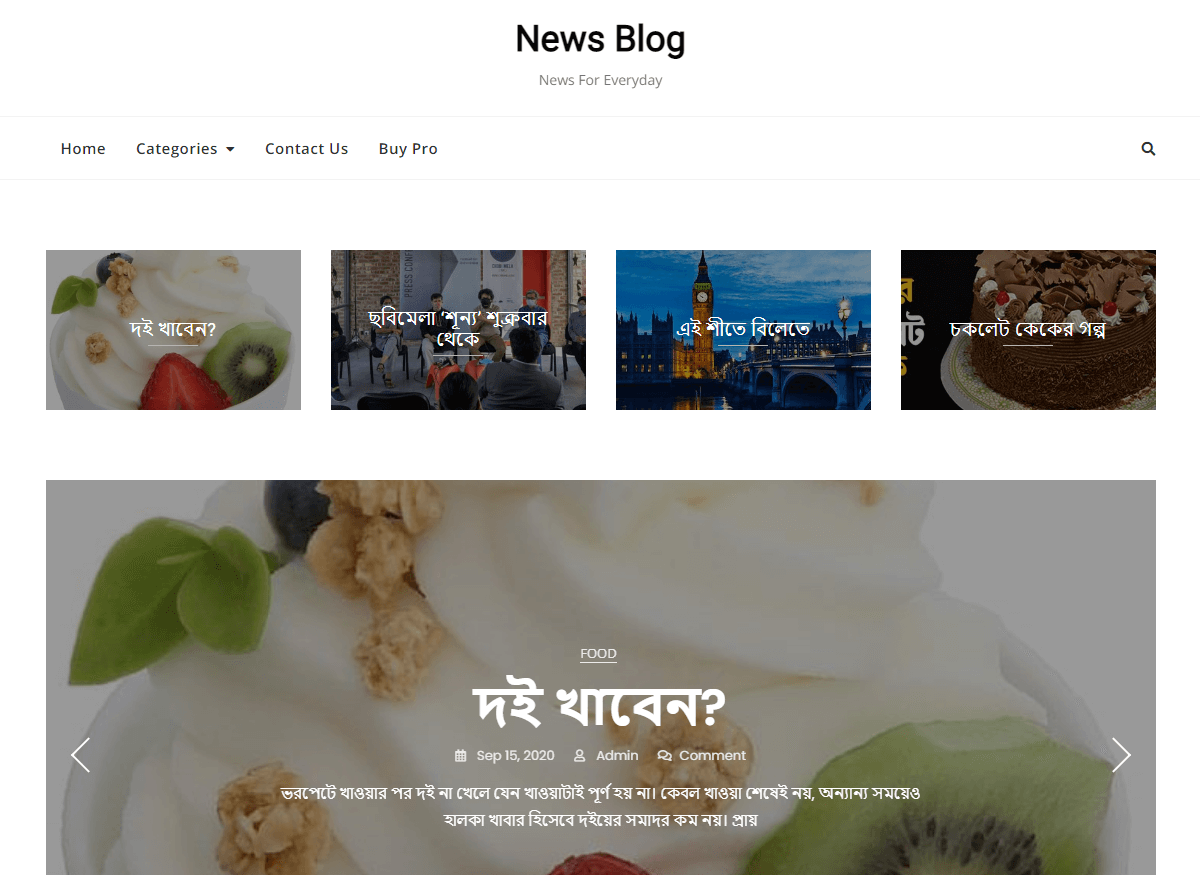 News Blog
News For Everyday
Home Categories Contact Us Buy Pro
PRESS CONF
দই খাবেন?
ছবিমেলা ‘শূন্য’ শুক্রবার
থেকে
এই শীতে বিলেতে
চকলেট কেকের গল্প
FOOD
দই খাবেন?
Sep 15, 2020 Admin Comment
ভরপেটে খাওয়ার পর দই না খেলে যেন খাওয়াটাই পূর্ণ হয় না। কেবল খাওয়া শেষেই নয়, অন্যান্য সময়েও
হালকা খাবার হিসেবে দইয়ের সমাদর কম নয়। প্রায়